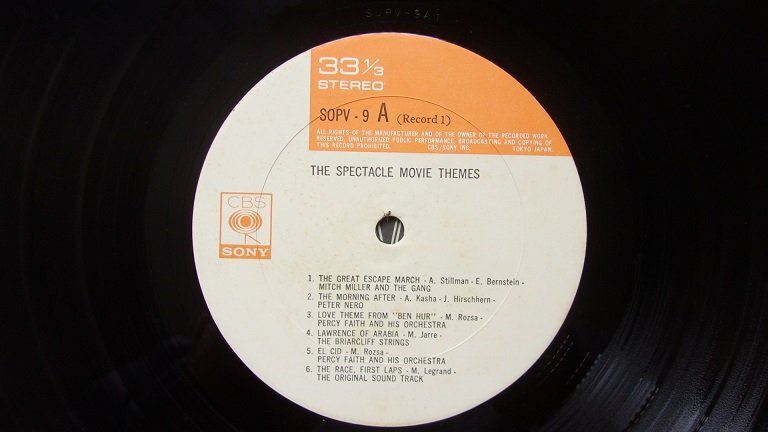 SOPV-9A1
33 1/3
STEREO
SOPV - 9 A (Record 1)
ALL RIGHTS OF THE MANUFACTURER AND OF THE OWNER OF THE RECORDED WORK
RESERVED. UNAUTHORIZED PUBLIC PERFORMANCE, BROADCASTING AND COPYING OF
THIS RECORD PROHIBITED. CBS/SONY INC. TOKYO JAPAN.
THE SPECTACLE MOVIE THEMES
CBS
SONY
1. THE GREAT ESCAPE MARCH - A. Stillman - E. Bernstein -
MITCH MILLER AND THE GANG
2. THE MORNING AFTER - A. Kasha - J. Hirschhern -
PETER NERO
3. LOVE THEME FROM "BEN HUR" - M. Rozsa -
PERCY FAITH AND HIS ORCHESTRA
4. LAWRENCE OF ARABIA - M. Jarre -
THE BRIARCLIFF STRINGS
5. EL CID - M. Rozsa -
PERCY FAITH AND HIS ORCHESTRA
6. THE RACE, FIRST LAPS - M. Legrand -
THE ORIGINAL SOUND TRACK